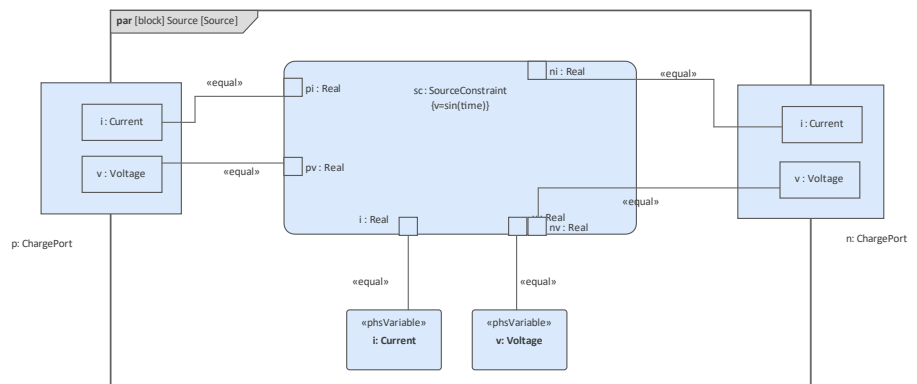 par [block] Source [Source]
«equal»
ni : Real
«equal»
pi : Real
sc : SourceConstraint
{v=sin(time)}
i : Current
i : Current
v : Voltage
pv : Real
«equal»
v : Voltage
«equal»
i : Real
Real
nv : Real
p: ChargePort
n: ChargePort
«equal»
«equal»
«phsVariable»
i: Current
«phsVariable»
v: Voltage